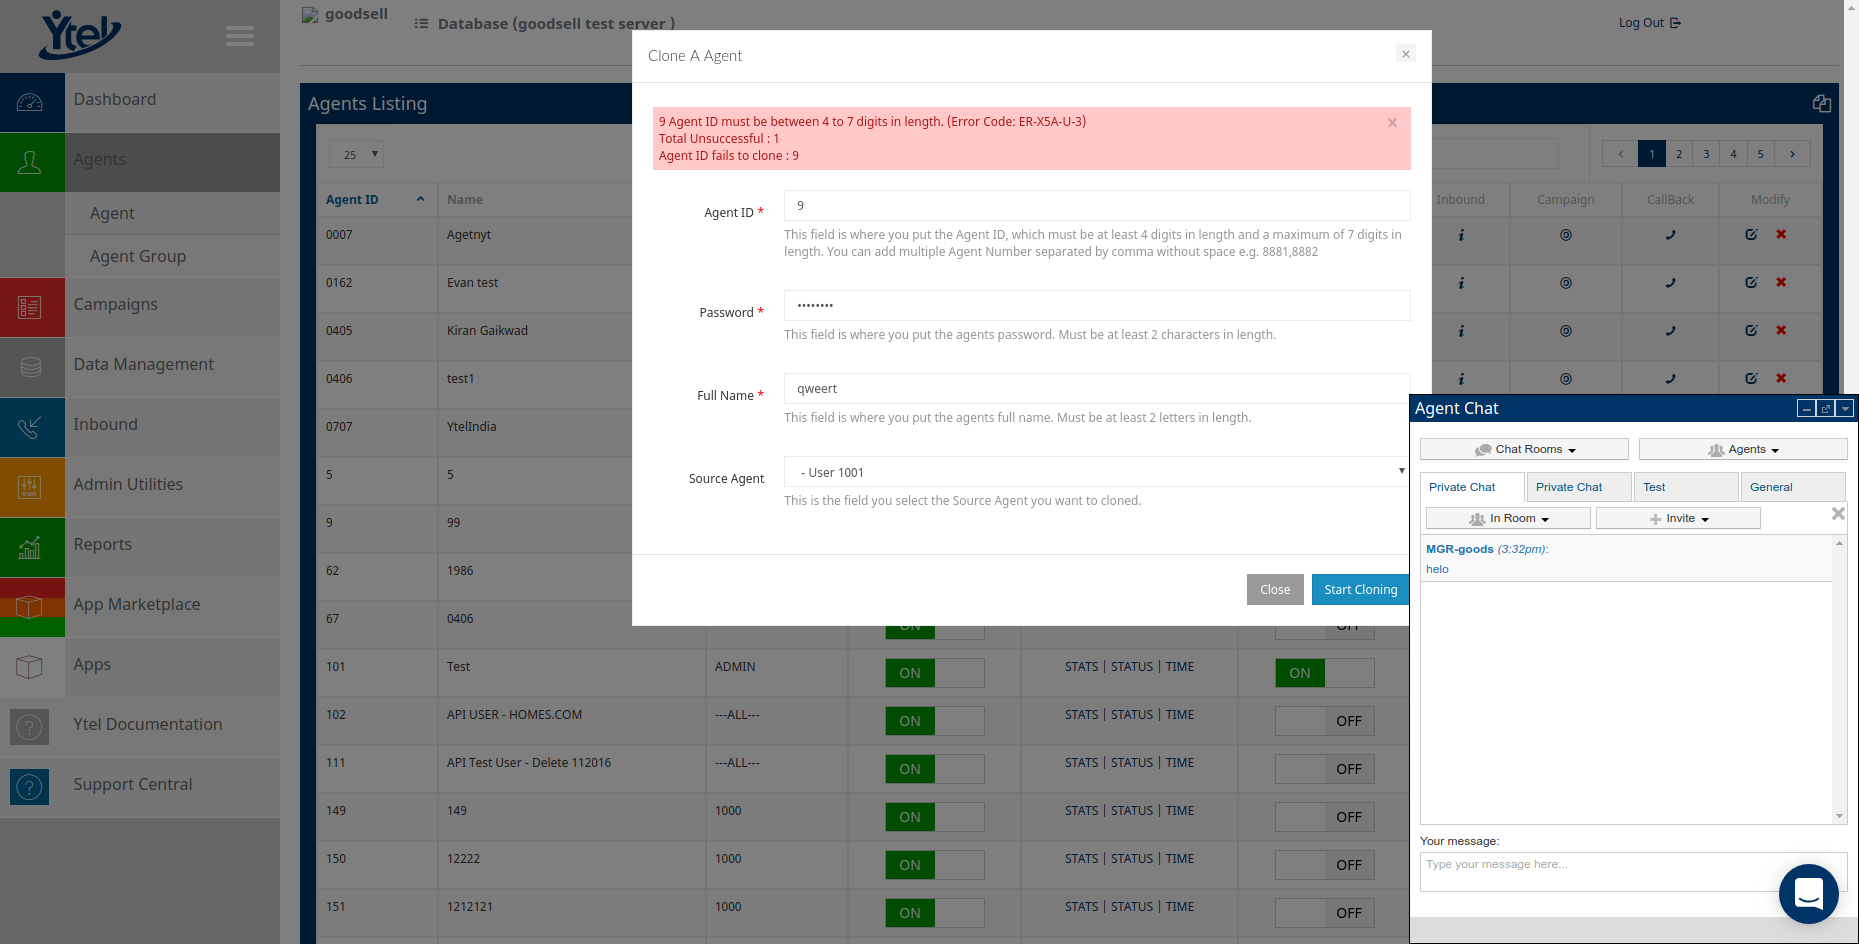 Ytel
goodsell
Database (goodsell test server )
Log Out
Dashboard
Agents
Agent
Agent Group
Campaigns
Data Management
Inbound
Admin Utilities
Reports
App Marketplace
Apps
Ytel Documentation
Support Central
Agents Listing
25
‹ 1 2 3 4 5 ›
Agent ID Name Inbound Campaign CallBack Modify
0007 Agetnyt
0162 Evan test
0405 Kiran Gaikwad
0406 test1
0707 YtelIndia
5 5
9 99
62 1986
67 0406 ON OFF
101 Test ADMIN ON STATS | STATUS | TIME ON
102 API USER - HOMES.COM ---ALL--- ON STATS | STATUS | TIME OFF
111 API Test User - Delete 112016 ---ALL--- ON STATS | STATUS | TIME OFF
149 149 1000 ON STATS | STATUS | TIME OFF
150 12222 1000 ON STATS | STATUS | TIME OFF
151 1212121 1000 ON STATS | STATUS | TIME OFF
Clone A Agent
×
9 Agent ID must be between 4 to 7 digits in length. (Error Code: ER-X5A-U-3)
Total Unsuccessful : 1
Agent ID fails to clone : 9
×
Agent ID * 9
This field is where you put the Agent ID, which must be at least 4 digits in length and a maximum of 7 digits in
length. You can add multiple Agent Number separated by comma without space e.g. 8881,8882
Password * ••••••••
This field is where you put the agents password. Must be at least 2 characters in length.
Full Name * qweert
This field is where you put the agents full name. Must be at least 2 letters in length.
Source Agent - User 1001
This is the field you select the Source Agent you want to cloned.
Close Start Cloning
Agent Chat
Chat Rooms Agents
Private Chat Private Chat Test General
In Room Invite
MGR-goods (3:32pm):
helo
Your message:
Type your message here...